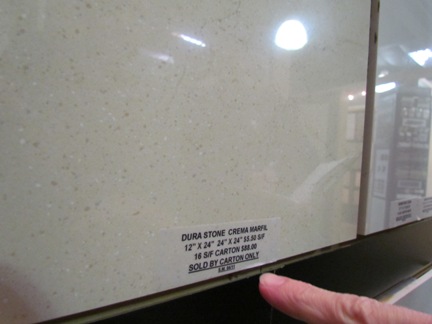 DURA STONE CREMA MARFIL
12" X 24" 24" X 24" $5.50 S/F
16 S/F CARTON $88.00
SOLD BY CARTON ONLY